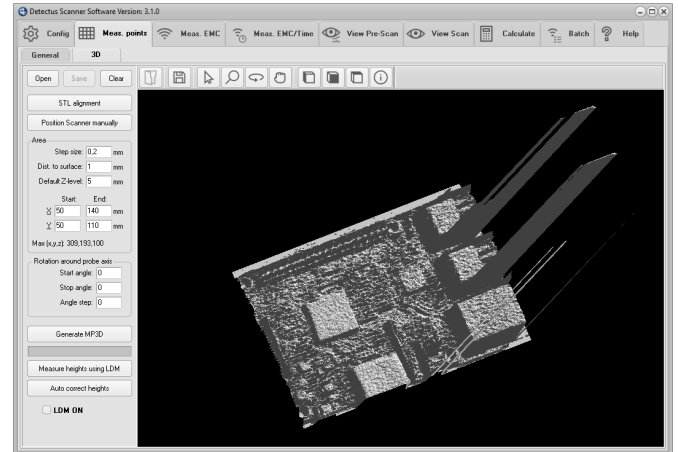 Detectus Scanner Software Version: 3.1.0
Config
Meas. points
Meas. EMC
Meas. EMC/Time
View Pre-Scan
View Scan
Calculate
Batch
Help
General
3D
Open
Save
Clear
STL alignment
Position Scanner manually
Area
Step size: 0,2 mm
Dist. to surface: 1 mm
Default Z-level: 5 mm
Start: End:
X 50 140 mm
Y 50 110 mm
Max (x,y,z): 309,193,100
Rotation around probe axis
Start angle: 0
Stop angle: 0
Angle step: 0
Generate MP3D
Measure heights using LDM
Auto correct heights
LDM ON